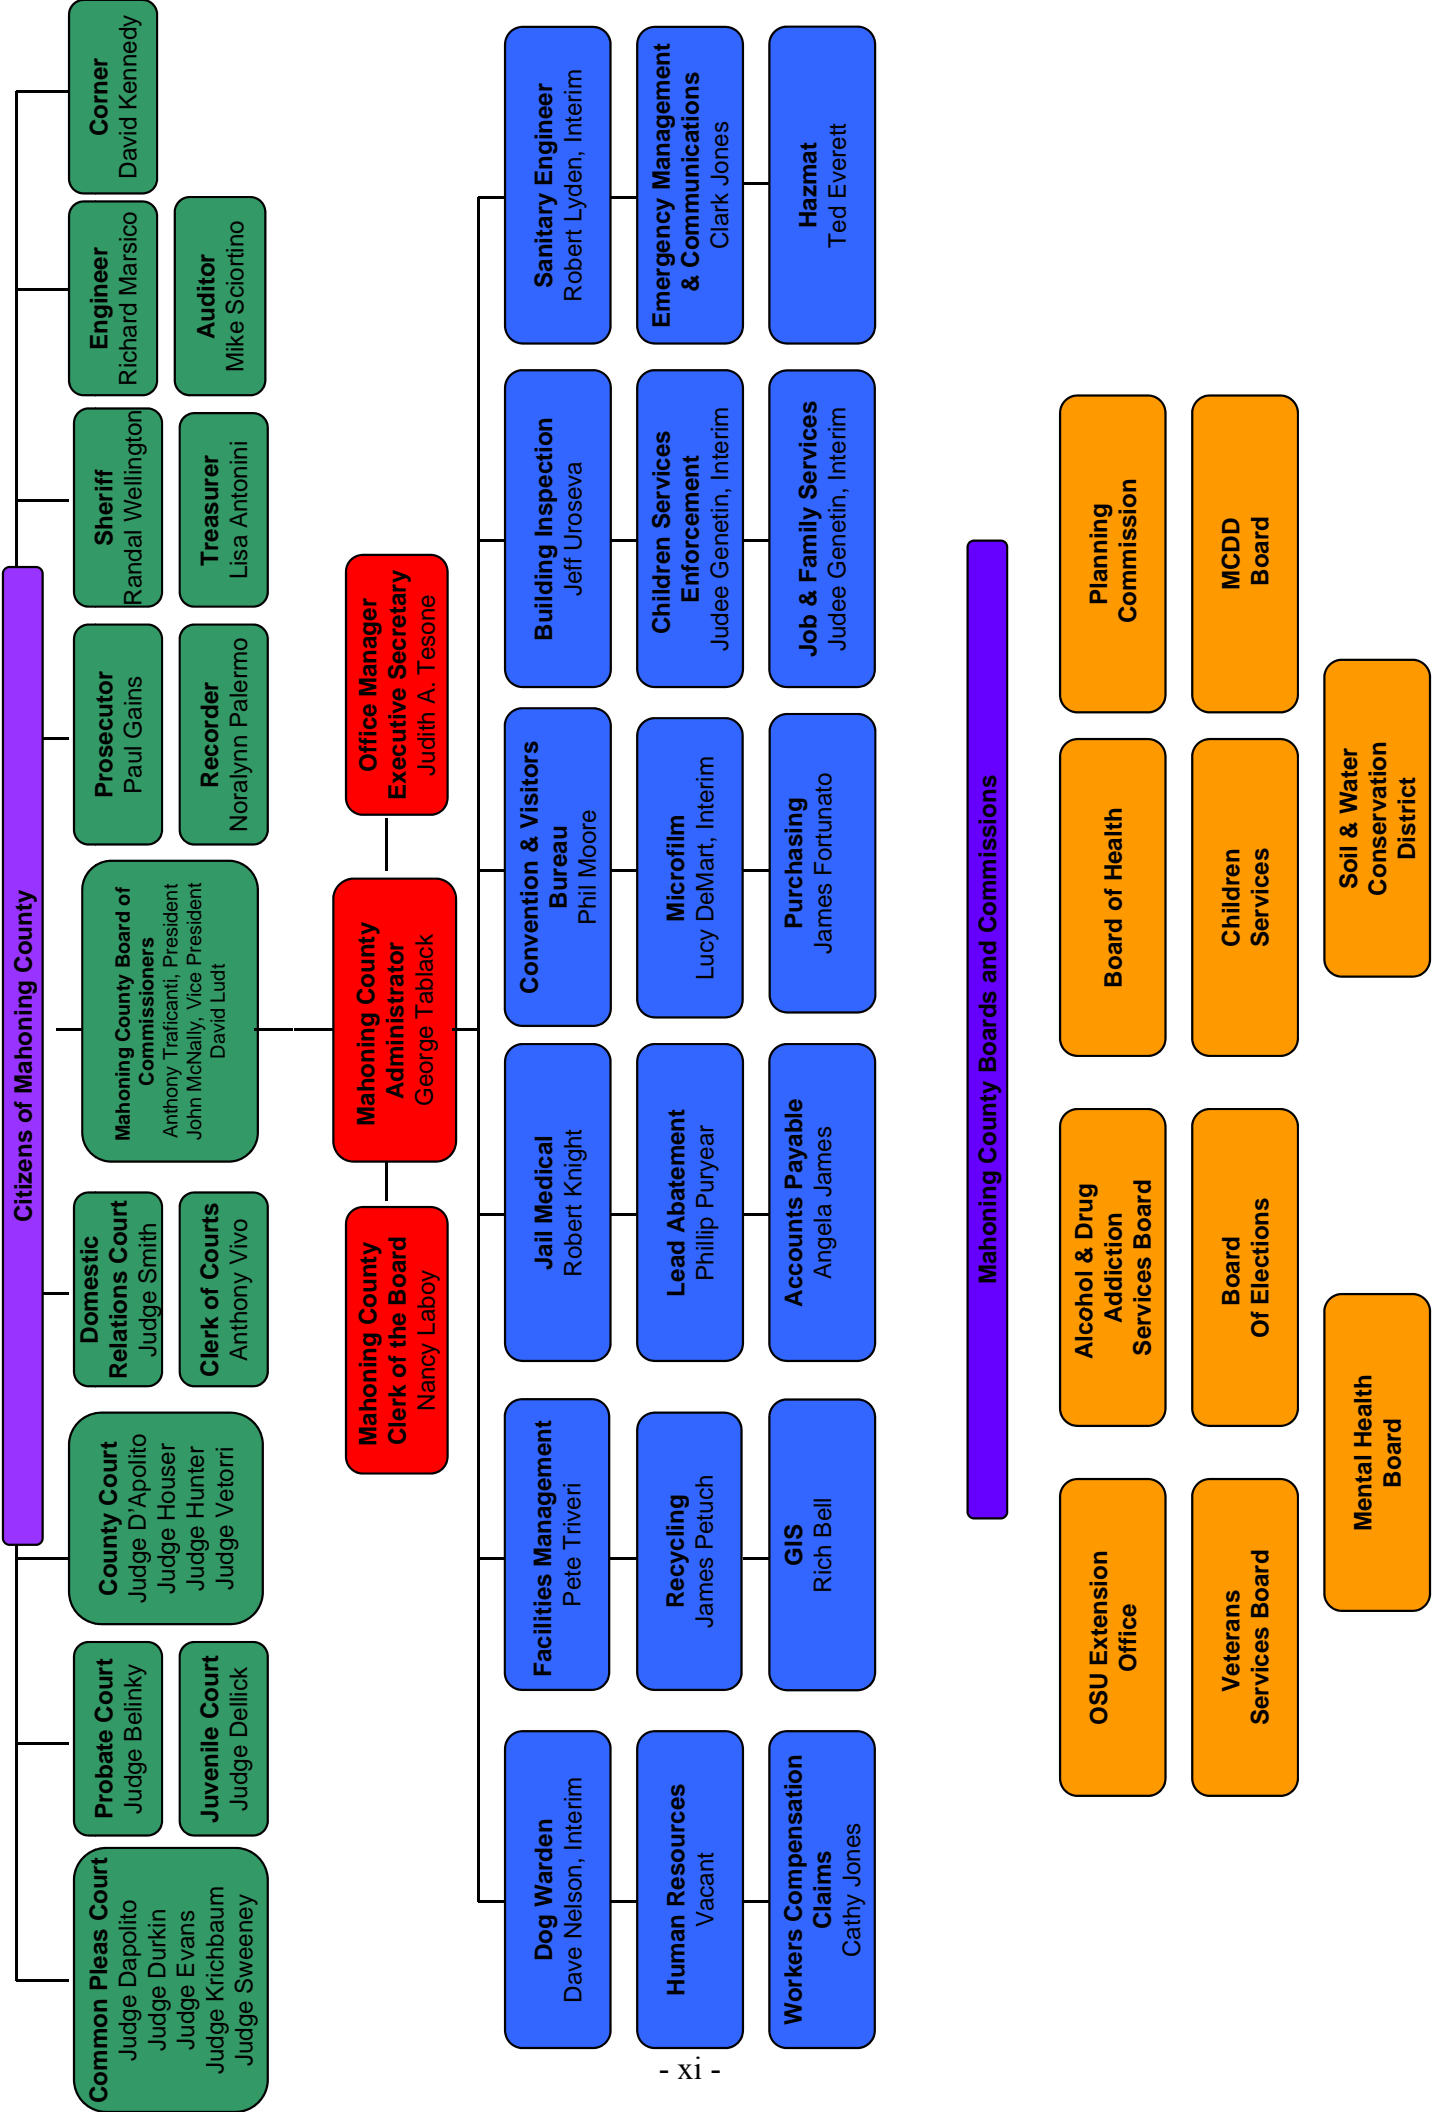 Citizens of Mahoning County
Common Pleas Court
Judge Dapolito
Judge Durkin
Judge Evans
Judge Krichbaum
Judge Sweeney
Probate Court
Judge Belinky
Juvenile Court
Judge Dellick
County Court
Judge D'Apolito
Judge Houser
Judge Hunter
Judge Vetorri
Domestic
Relations Court
Judge Smith
Clerk of Courts
Anthony Vivo
Mahoning County Board of
Commissioners
Anthony Traficanti, President
John McNally, Vice President
David Ludt
Prosecutor
Paul Gains
Recorder
Noralynn Palermo
Sheriff
Randal Wellington
Treasurer
Lisa Antonini
Engineer
Richard Marsico
Auditor
Mike Sciortino
Corner
David Kennedy
Mahoning County
Clerk of the Board
Nancy Laboy
Mahoning County
Administrator
George Tablack
Office Manager
Executive Secretary
Judith A. Tesone
Dog Warden
Dave Nelson, Interim
Human Resources
Vacant
Workers Compensation
Claims
Cathy Jones
Facilities Management
Pete Triveri
Recycling
James Petuch
GIS
Rich Bell
Jail Medical
Robert Knight
Lead Abatement
Phillip Puryear
Accounts Payable
Angela James
Convention & Visitors
Bureau
Phil Moore
Microfilm
Lucy DeMart, Interim
Purchasing
James Fortunato
Building Inspection
Jeff Uroseva
Children Services
Enforcement
Judee Genetin, Interim
Job & Family Services
Judee Genetin, Interim
Sanitary Engineer
Robert Lyden, Interim
Emergency Management
& Communications
Clark Jones
Hazmat
Ted Everett
Mahoning County Boards and Commissions
OSU Extension
Office
Alcohol & Drug
Addiction
Services Board
Board of Health
Planning
Commission
Veterans
Services Board
Board
Of Elections
Children
Services
MCDD
Board
Mental Health
Board
Soil & Water
Conservation
District
- xi -